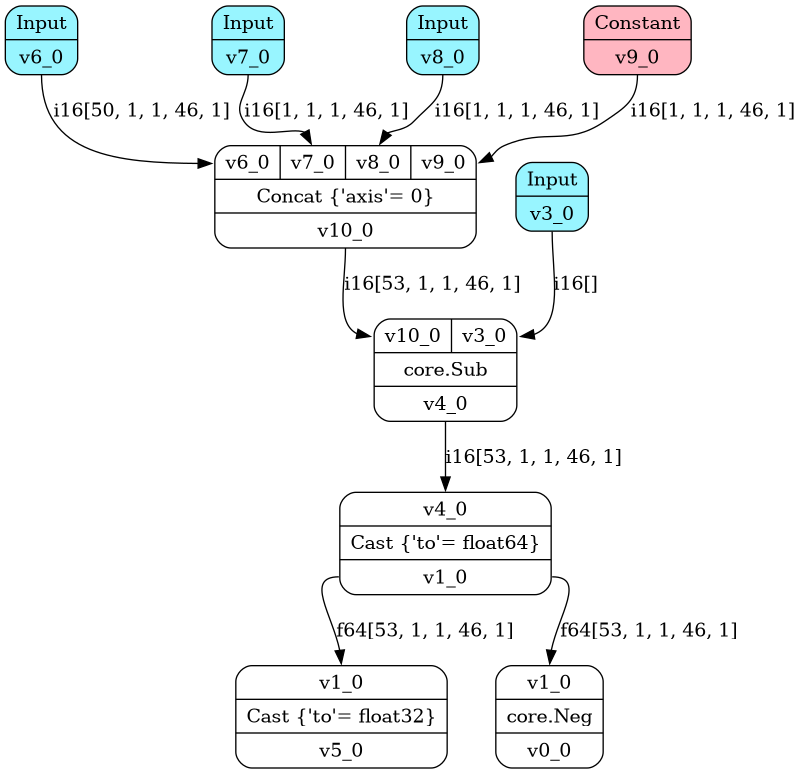 Input
v6_0
Input
v7_0
Input
v8_0
Constant
v9_0
i16[50, 1, 1, 46, 1]
i16[1, 1, 1, 46, 1]
i16[1, 1, 1, 46, 1]
i16[1, 1, 1, 46, 1]
v6_0 v7_0 v8_0 v9_0
Concat {'axis'= 0}
v10_0
Input
v3_0
i16[53, 1, 1, 46, 1]
i16[]
v10_0 v3_0
core.Sub
v4_0
i16[53, 1, 1, 46, 1]
v4_0
Cast {'to'= float64}
v1_0
f64[53, 1, 1, 46, 1]
f64[53, 1, 1, 46, 1]
v1_0
Cast {'to'= float32}
v5_0
v1_0
core.Neg
v0_0